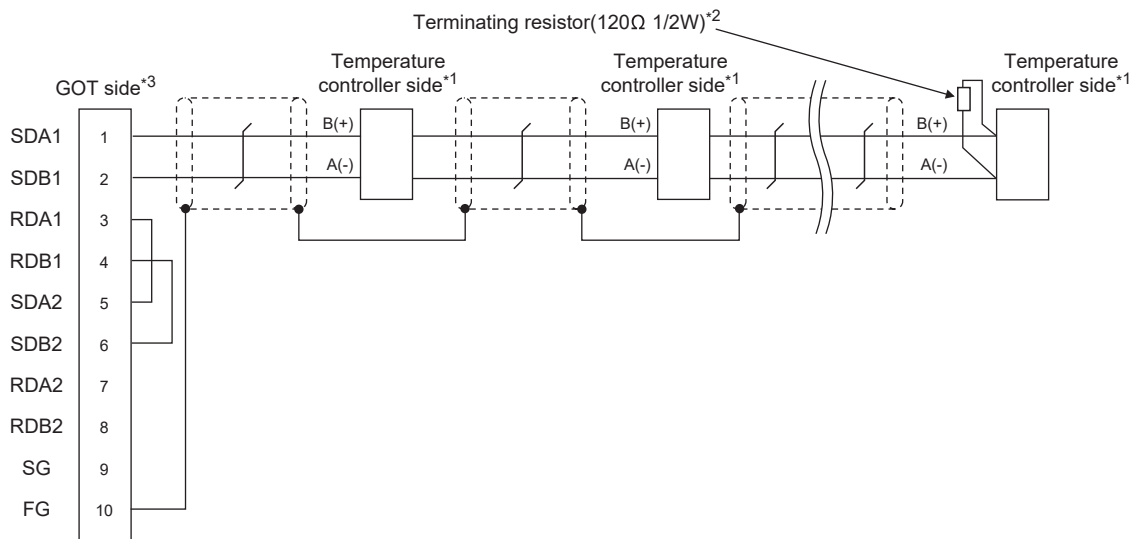 Terminating resistor(120Ω 1/2W)*2
GOT side*3
Temperature
controller side*1
Temperature
controller side*1
Temperature
controller side*1
SDA1 1 B(+) B(+) B(+)
SDB1 2 A(-) A(-) A(-)
RDA1 3
RDB1 4
SDA2 5
SDB2 6
RDA2 7
RDB2 8
SG 9
FG 10